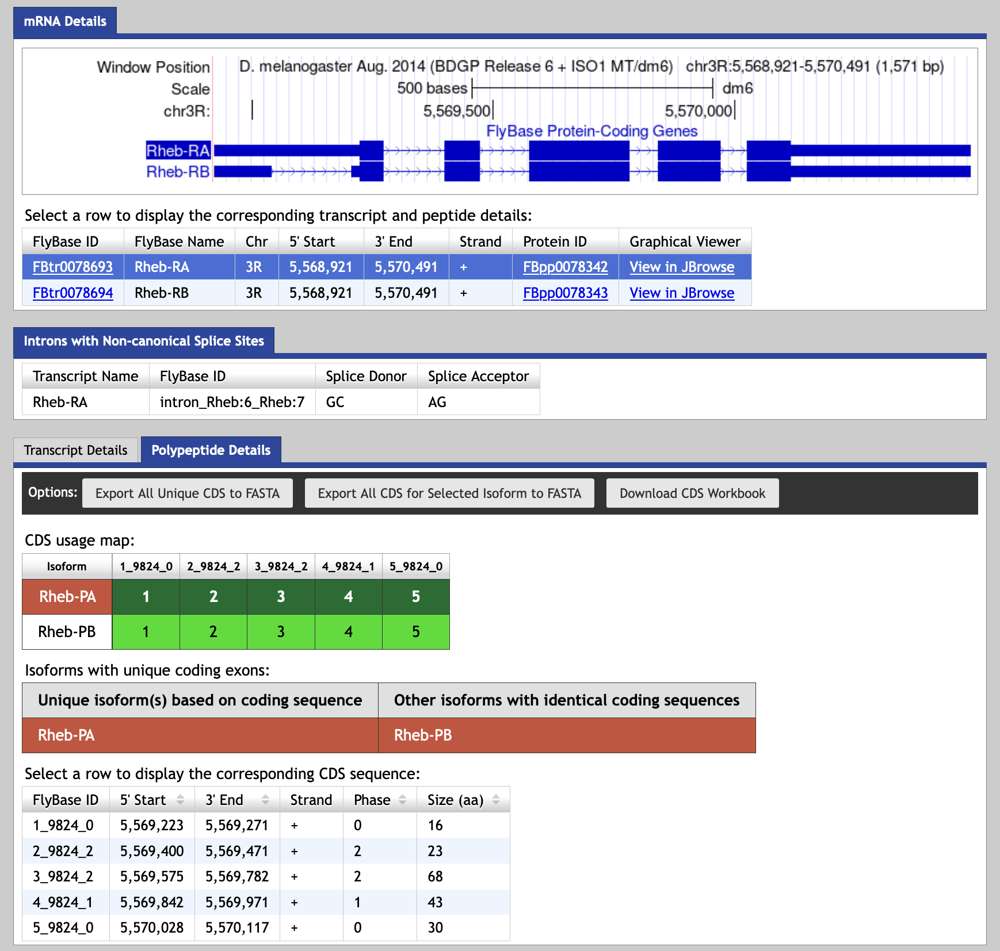 mRNA Details
Window Position D. melanogaster Aug. 2014 (BDGP Release 6 + ISO1 MT/dm6) chr3R:5,568,921-5,570,491 (1,571 bp)
Scale 500 bases dm6
chr3R: 5,569,500 5,570,000
FlyBase Protein-Coding Genes
Rheb-RA
Rheb-RB
Select a row to display the corresponding transcript and peptide details:
FlyBase ID FlyBase Name Chr 5' Start 3' End Strand Protein ID Graphical Viewer
FBtr0078693 Rheb-RA 3R 5,568,921 5,570,491 + FBpp0078342 View in JBrowse
FBtr0078694 Rheb-RB 3R 5,568,921 5,570,491 + FBpp0078343 View in JBrowse
Introns with Non-canonical Splice Sites
Transcript Name FlyBase ID Splice Donor Splice Acceptor
Rheb-RA intron_Rheb:6_Rheb:7 GC AG
Transcript Details Polypeptide Details
Options: Export All Unique CDS to FASTA Export All CDS for Selected Isoform to FASTA Download CDS Workbook
CDS usage map:
Isoform 1_9824_0 2_9824_2 3_9824_2 4_9824_1 5_9824_0
Rheb-PA 1 2 3 4 5
Rheb-PB 1 2 3 4 5
Isoforms with unique coding exons:
Unique isoform(s) based on coding sequence Other isoforms with identical coding sequences
Rheb-PA Rheb-PB
Select a row to display the corresponding CDS sequence:
FlyBase ID 5' Start 3' End Strand Phase Size (aa)
1_9824_0 5,569,223 5,569,271 + 0 16
2_9824_2 5,569,400 5,569,471 + 2 23
3_9824_2 5,569,575 5,569,782 + 2 68
4_9824_1 5,569,842 5,569,971 + 1 43
5_9824_0 5,570,028 5,570,117 + 0 30